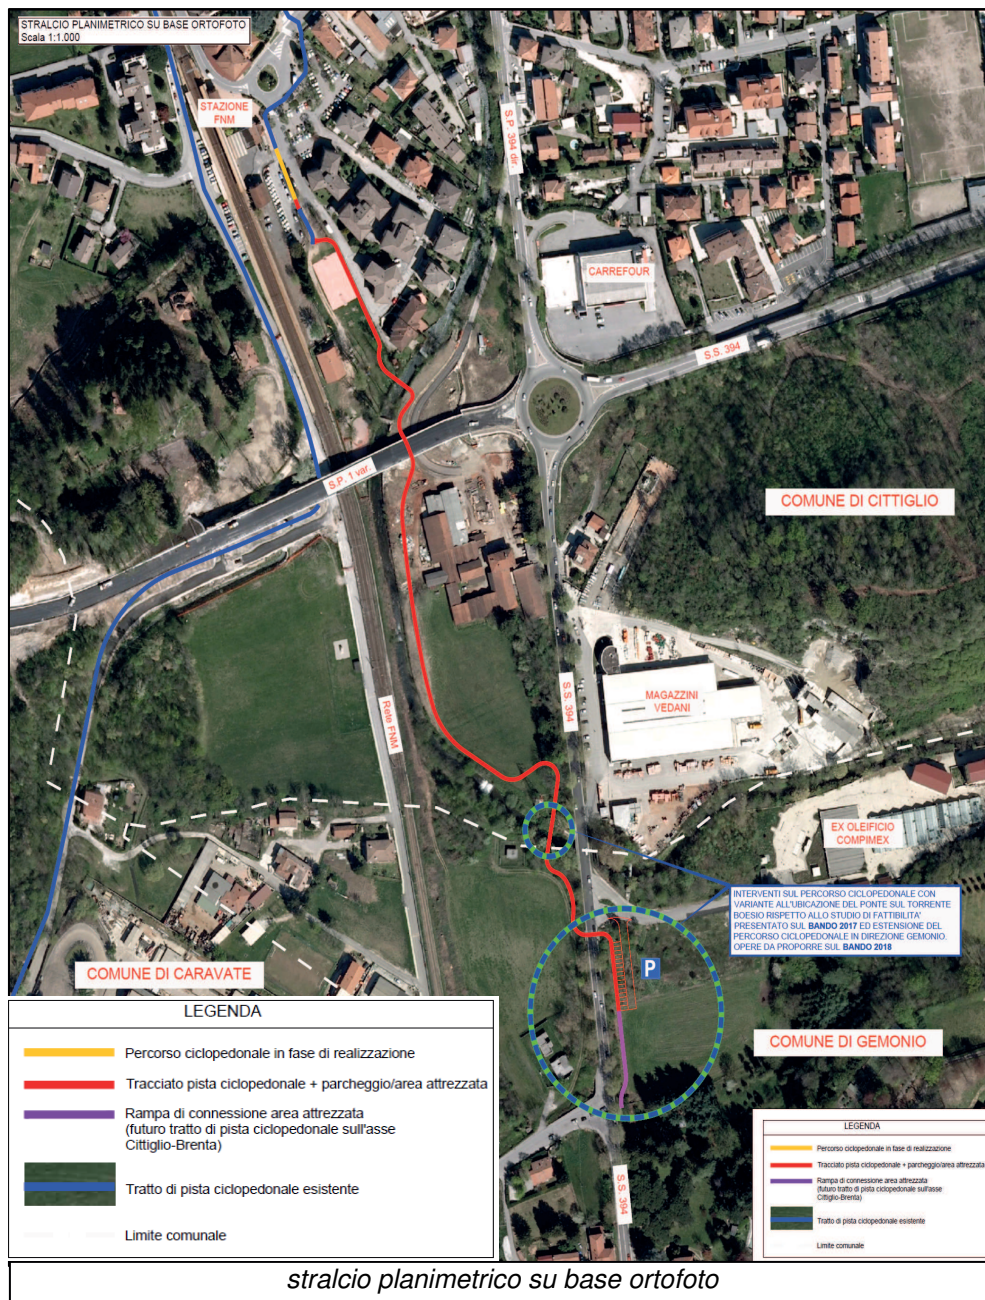 STRALCIO PLANIMETRICO SU BASE ORTOFOTO
Scala 1:1.000
STAZIONE
FNM
S.P. 394 dir.
CARREFOUR
S.S. 394
S.P. 1 var.
COMUNE DI CITTIGLIO
S.S. 394
MAGAZZINI
VEDANI
Rete FNM
EX OLEIFICIO
COMPIMEX
INTERVENTI SUL PERCORSO CICLOPEDONALE CON
VARIANTE ALL'UBICAZIONE DEL PONTE SUL TORRENTE
BOESIO RISPETTO ALLO STUDIO DI FATTIBILITA'
PRESENTATO SUL BANDO 2017 ED ESTENSIONE DEL
PERCORSO CICLOPEDONALE IN DIREZIONE GEMONIO.
OPERE DA PROPORRE SUL BANDO 2018
P
COMUNE DI CARAVATE
COMUNE DI GEMONIO
S.S. 394
LEGENDA
Percorso ciclopedonale in fase di realizzazione
Tracciato pista ciclopedonale + parcheggio/area attrezzata
Rampa di connessione area attrezzata
(futuro tratto di pista ciclopedonale sull'asse
Cittiglio-Brenta)
Tratto di pista ciclopedonale esistente
Limite comunale
LEGENDA
Percorso ciclopedonale in fase di realizzazione
Tracciato pista ciclopedonale + parcheggio/area attrezzata
Rampa di connessione area attrezzata
(futuro tratto di pista ciclopedonale sull'asse
Cittiglio-Brenta)
Tratto di pista ciclopedonale esistente
Limite comunale
stralcio planimetrico su base ortofoto